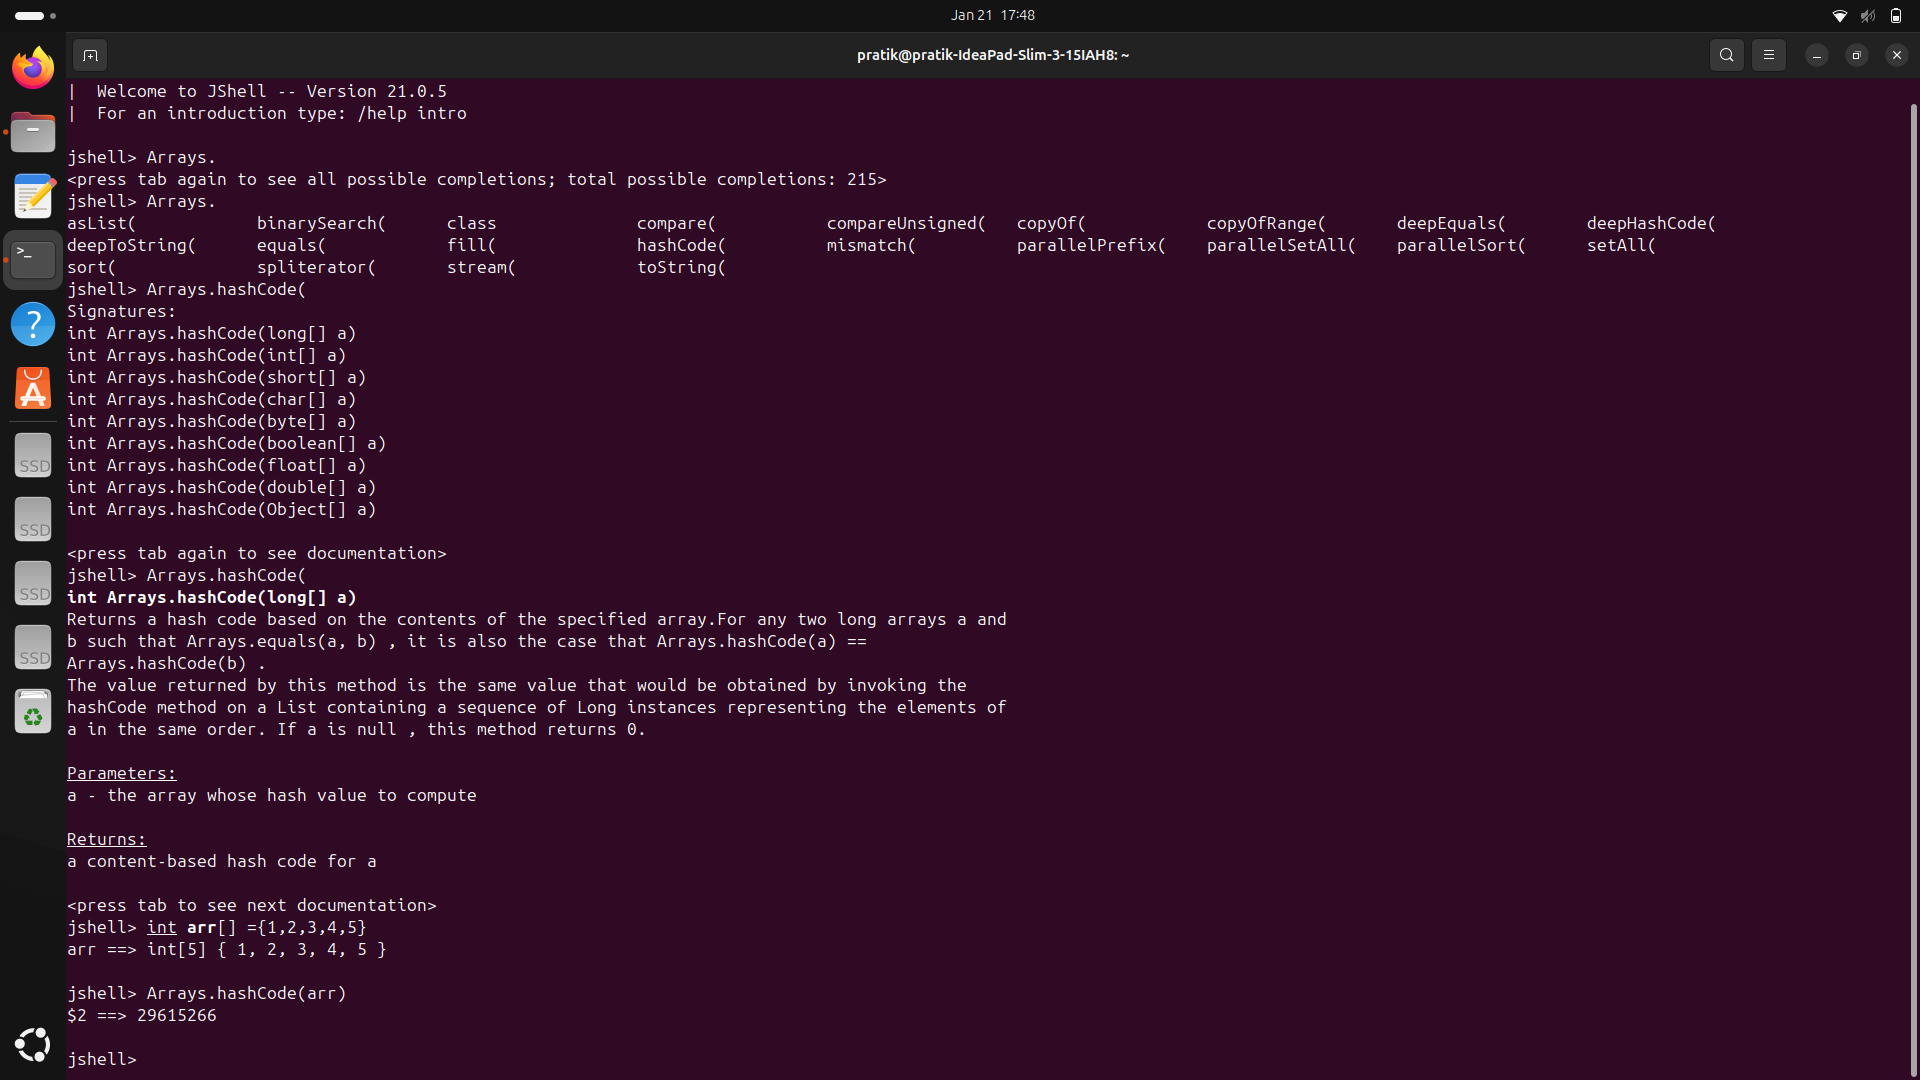 Jan 21 17:48
pratik@pratik-IdeaPad-Slim-3-15IAH8: ~
| Welcome to JShell -- Version 21.0.5
| For an introduction type: /help intro
jshell> Arrays.
<press tab again to see all possible completions; total possible completions: 215>
jshell> Arrays.
asList( binarySearch( class compare( compareUnsigned( copyOf( copyOfRange( deepEquals( deepHashCode(
deepToString( equals( fill( hashCode( mismatch( parallelPrefix( parallelSetAll( parallelSort( setAll(
sort( spliterator( stream( toString(
jshell> Arrays.hashCode(
Signatures:
int Arrays.hashCode(long[] a)
int Arrays.hashCode(int[] a)
int Arrays.hashCode(short[] a)
int Arrays.hashCode(char[] a)
int Arrays.hashCode(byte[] a)
int Arrays.hashCode(boolean[] a)
int Arrays.hashCode(float[] a)
int Arrays.hashCode(double[] a)
int Arrays.hashCode(Object[] a)
<press tab again to see documentation>
jshell> Arrays.hashCode(
int Arrays.hashCode(long[] a)
Returns a hash code based on the contents of the specified array.For any two long arrays a and
b such that Arrays.equals(a, b) , it is also the case that Arrays.hashCode(a) ==
Arrays.hashCode(b) .
The value returned by this method is the same value that would be obtained by invoking the
hashCode method on a List containing a sequence of Long instances representing the elements of
a in the same order. If a is null , this method returns 0.
Parameters:
a - the array whose hash value to compute
Returns:
a content-based hash code for a
<press tab to see next documentation>
jshell> int arr[] ={1,2,3,4,5}
arr ==> int[5] { 1, 2, 3, 4, 5 }
jshell> Arrays.hashCode(arr)
$2 ==> 29615266
jshell>
SSD
SSD
SSD
SSD